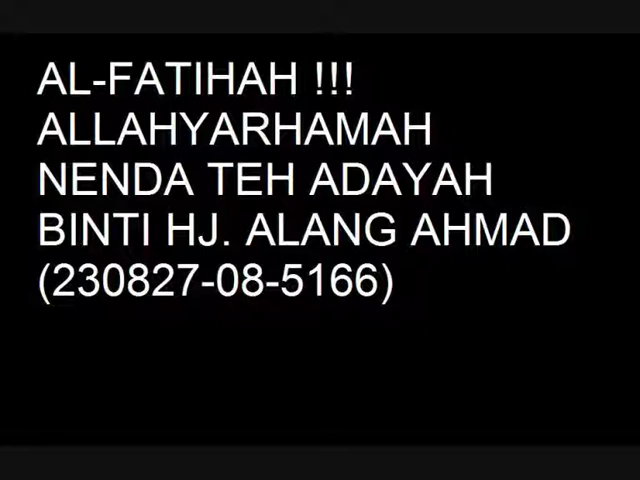 AL-FATIHAH !!!
ALLAHYARHAMAH
NENDA TEH ADAYAH
BINTI HJ. ALANG AHMAD
(230827-08-5166)